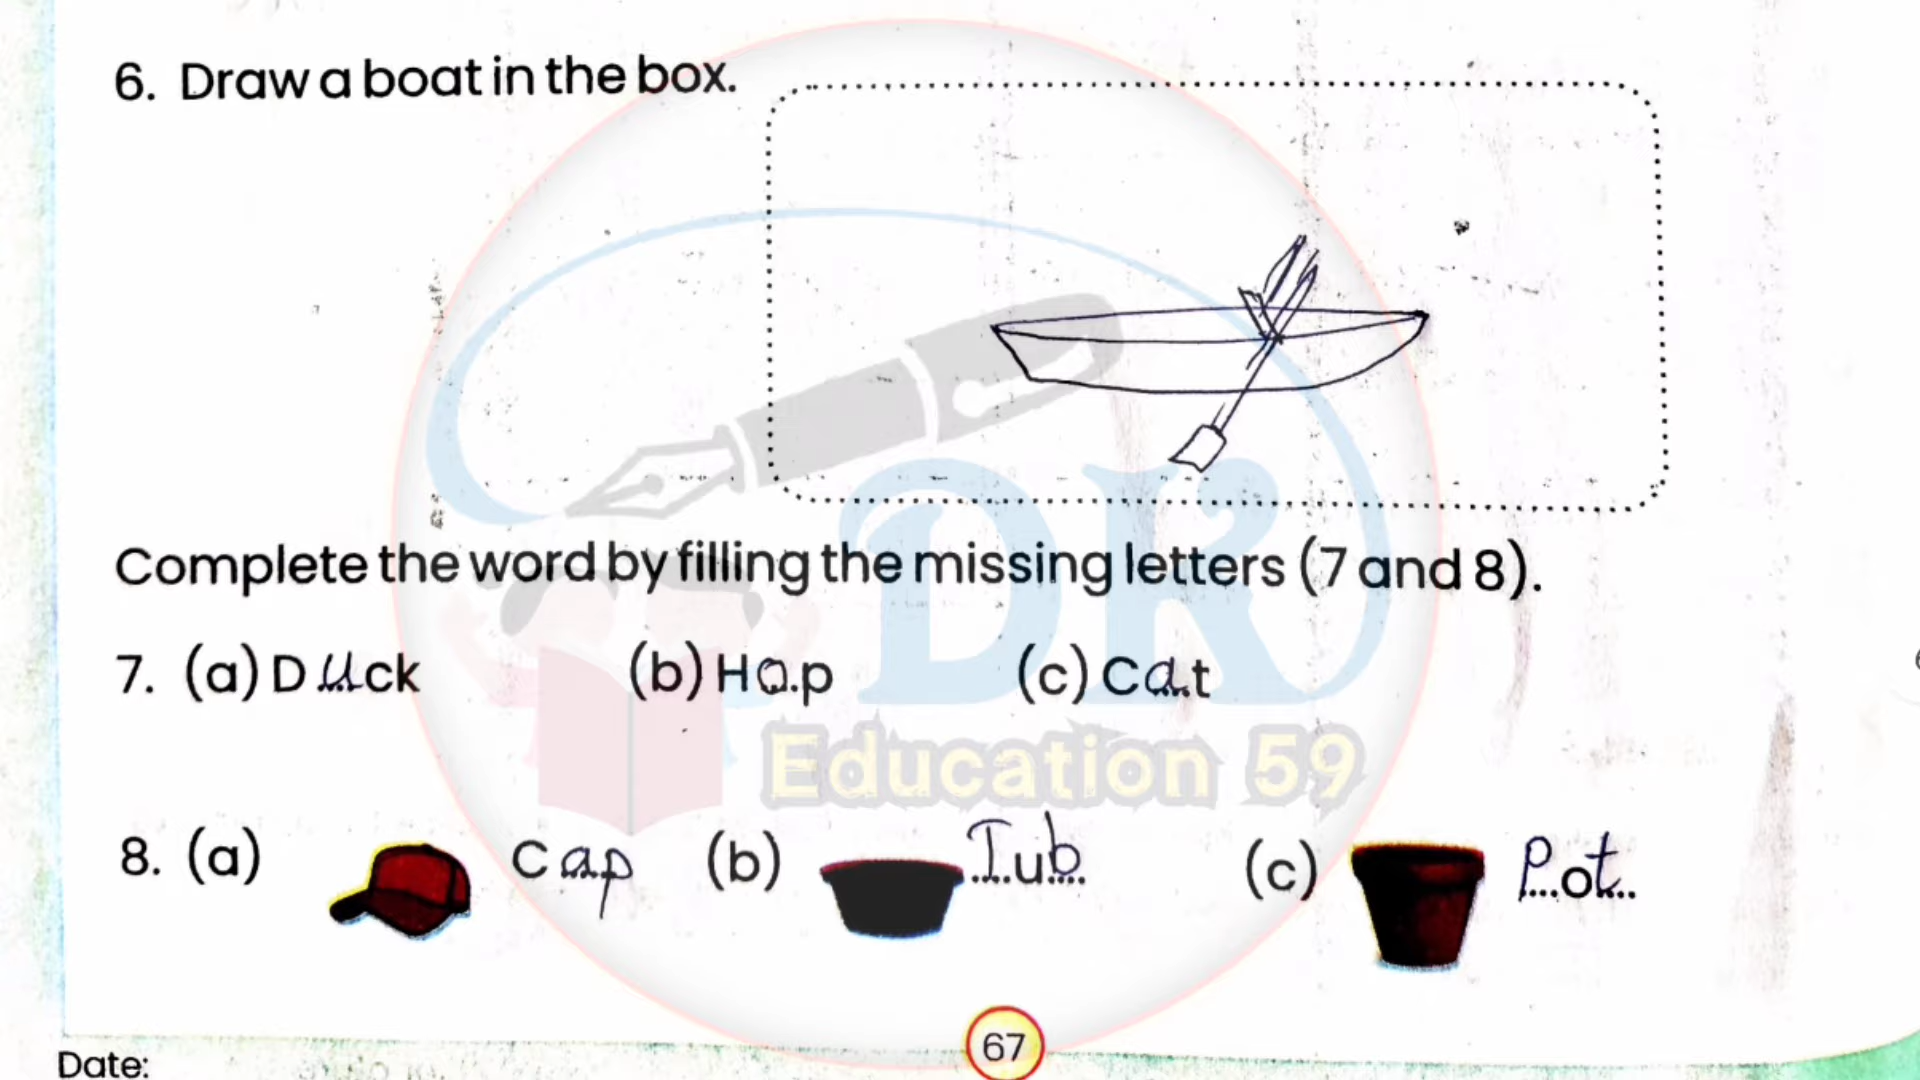 6. Draw a boat in the box.
Complete the word by filling the missing letters (7 and 8).
7. (a) Duck (b) Hap (c) Cat
DR
Education 59
8. (a) Cap (b) Tub (c) Pot
67
Date: